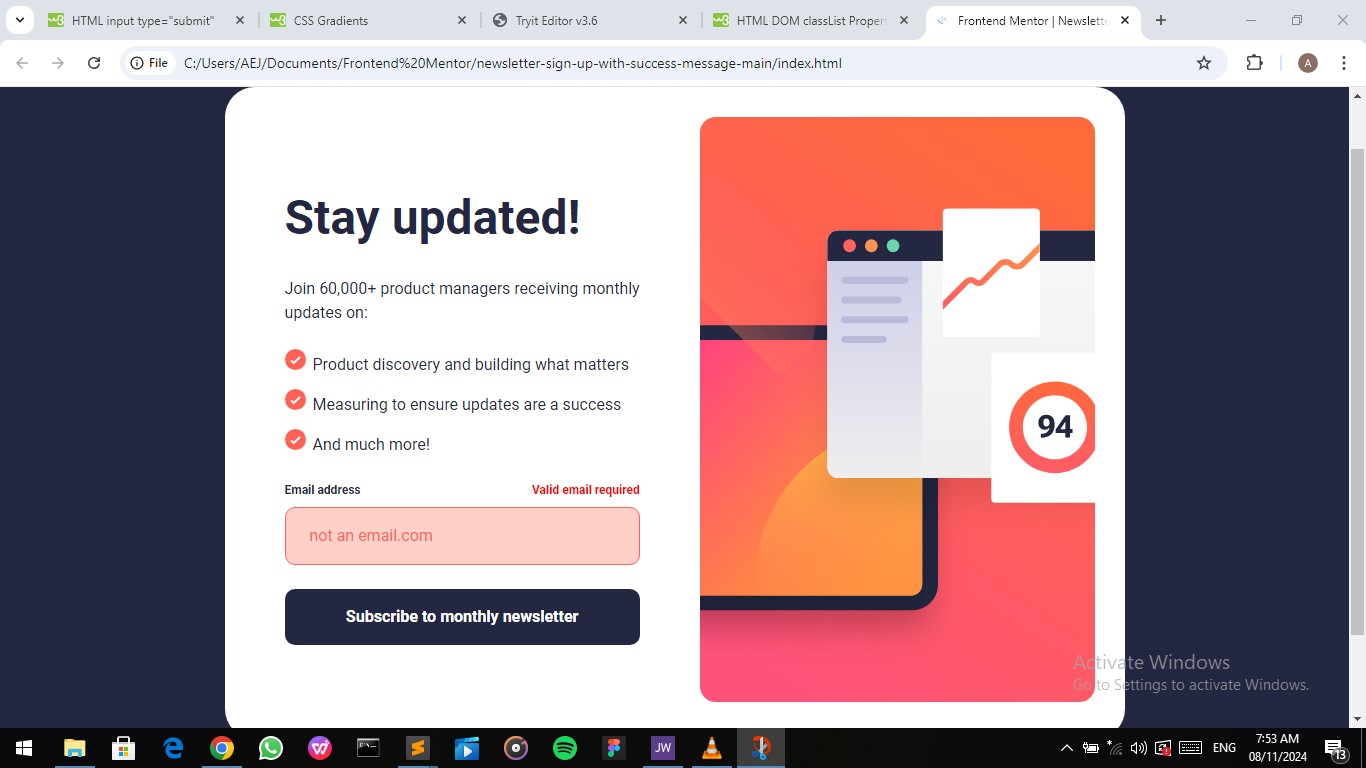 HTML input type="submit"
CSS Gradients
Tryit Editor v3.6
HTML DOM classList Proper
Frontend Mentor | Newslette
File
C:/Users/AEJ/Documents/Frontend%20Mentor/newsletter-sign-up-with-success-message-main/index.html
A
Stay updated!
Join 60,000+ product managers receiving monthly
updates on:
Product discovery and building what matters
Measuring to ensure updates are a success
And much more!
Email address
Valid email required
not an email.com
Subscribe to monthly newsletter
94
Activate Windows
Go to Settings to activate Windows.
JW
ENG
7:53 AM
08/11/2024
13